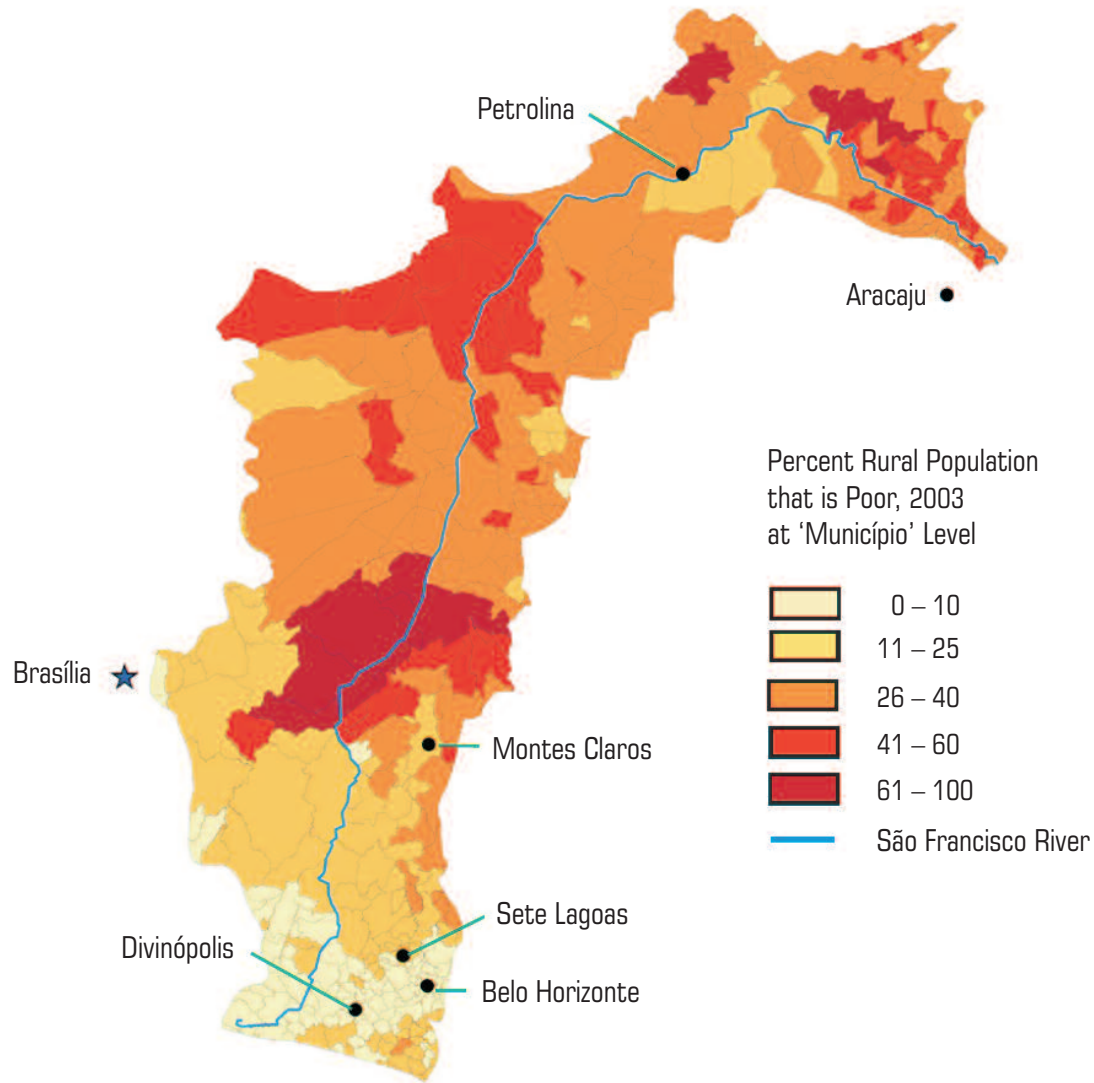 Petrolina
Aracaju
Percent Rural Population
that is Poor, 2003
at ‘Município’ Level
0 – 10
11 – 25
26 – 40
41 – 60
61 – 100
São Francisco River
Brasília
Montes Claros
Sete Lagoas
Divinópolis
Belo Horizonte